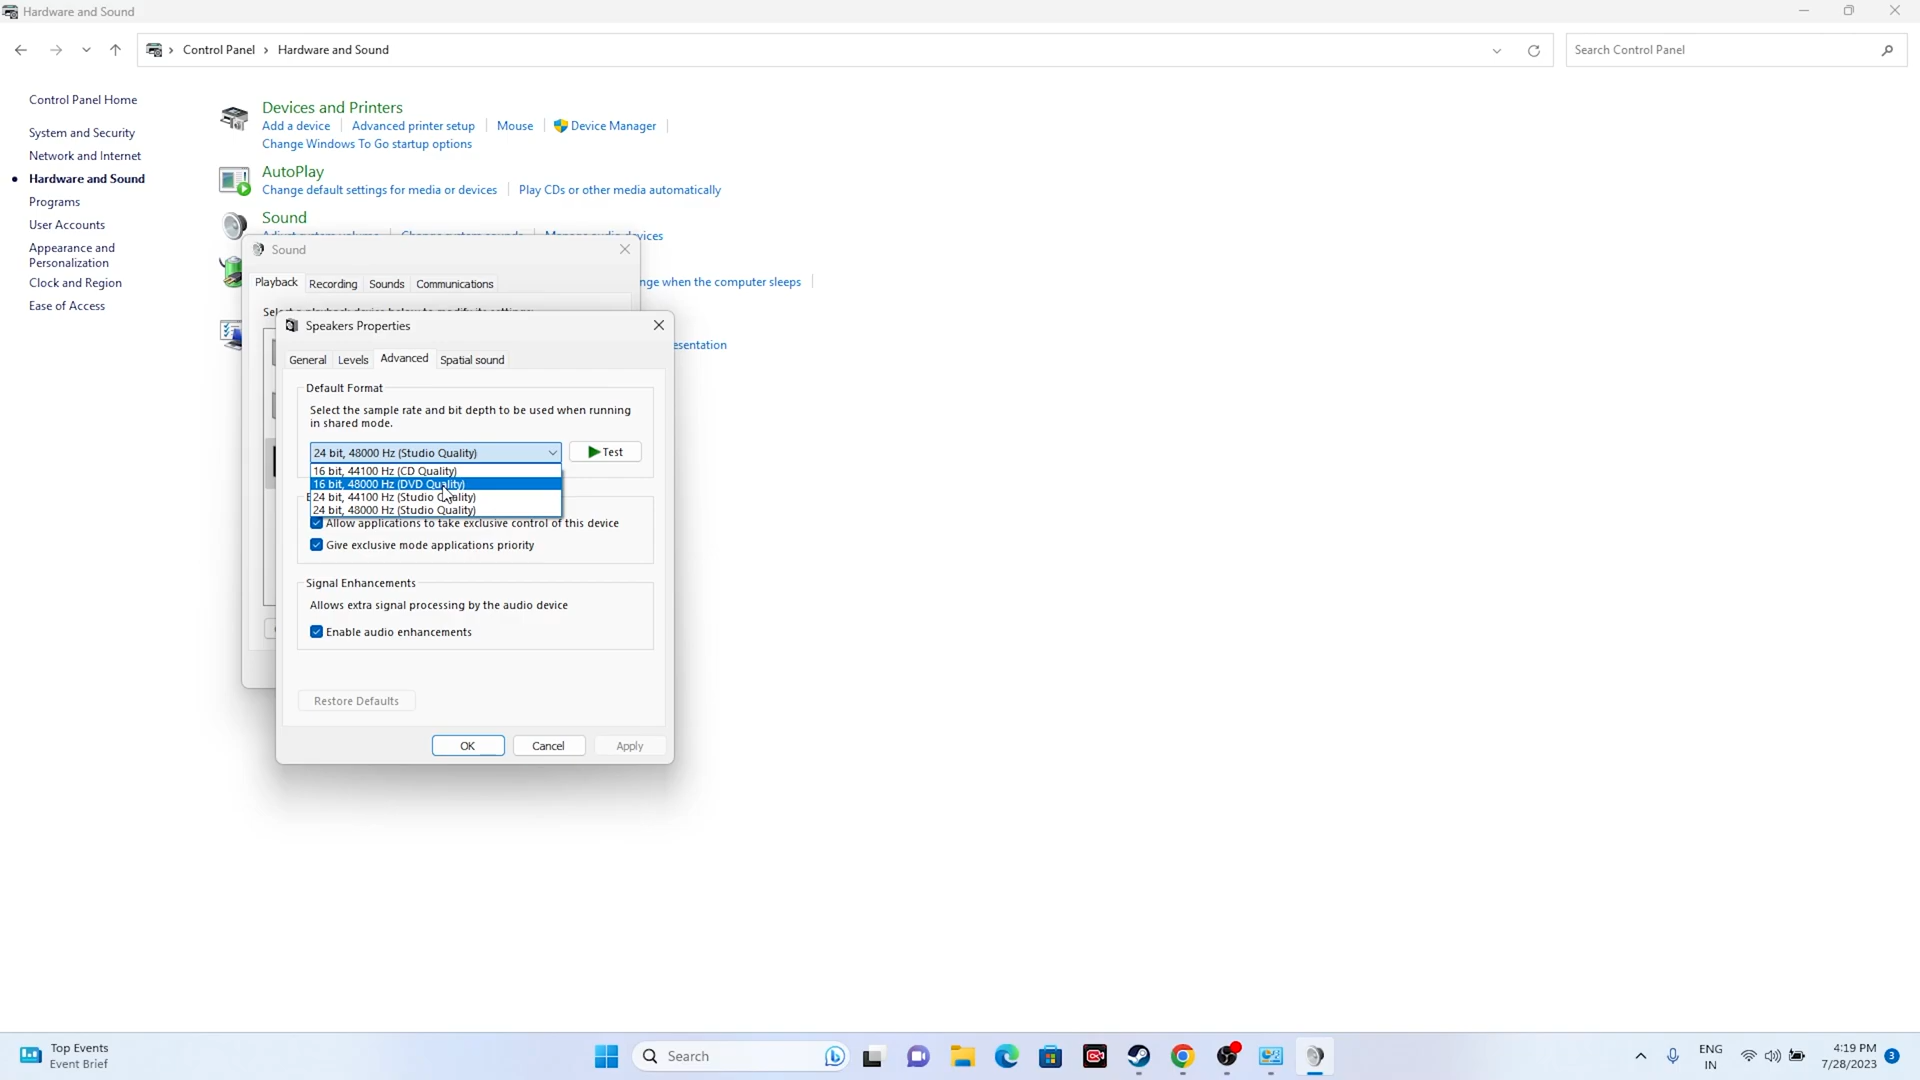 Hardware and Sound
Control Panel
Hardware and Sound
Search Control Panel
Control Panel Home
System and Security
Network and Internet
Hardware and Sound
Programs
User Accounts
Appearance and
Personalization
Clock and Region
Ease of Access
Devices and Printers
Add a device
Advanced printer setup
Mouse
Device Manager
Change Windows To Go startup options
AutoPlay
Change default settings for media or devices
Play CDs or other media automatically
Sound
nge when the computer sleeps
esentation
Sound
Playback
Recording
Sounds
Communications
Speakers Properties
General
Levels
Advanced
Spatial sound
Default Format
Select the sample rate and bit depth to be used when running
in shared mode.
24 bit, 48000 Hz (Studio Quality)
Test
16 bit, 44100 Hz (CD Quality)
16 bit, 48000 Hz (DVD Quality)
24 bit, 44100 Hz (Studio Quality)
24 bit, 48000 Hz (Studio Quality)
Allow applications to take exclusive control of this device
Give exclusive mode applications priority
Signal Enhancements
Allows extra signal processing by the audio device
Enable audio enhancements
Restore Defaults
OK
Cancel
Apply
Top Events
Event Brief
Search
ENG
IN
4:19 PM
7/28/2023
3